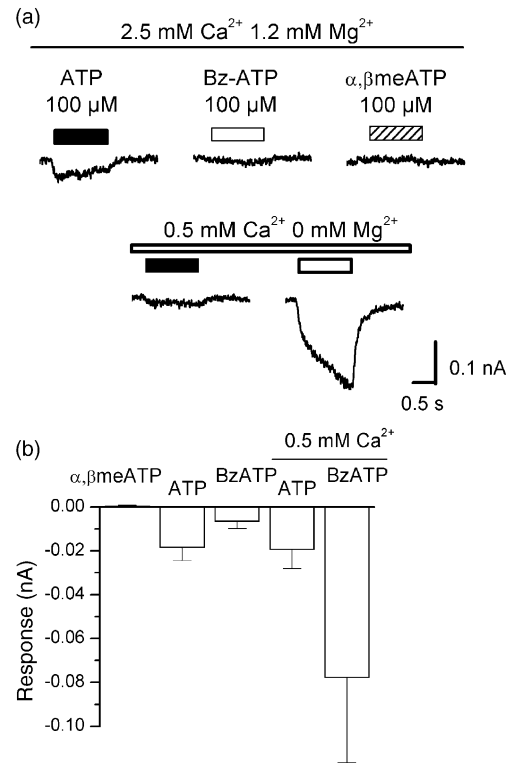 (a)
2.5 mM Ca²⁺ 1.2 mM Mg²⁺
ATP Bz-ATP α,βmeATP
100 µM 100 µM 100 µM
0.5 mM Ca²⁺ 0 mM Mg²⁺
0.1 nA
0.5 s
(b)
0.5 mM Ca²⁺
α,βmeATP ATP BzATP ATP BzATP
0.00
-0.02
-0.04
-0.06
-0.08
-0.10
Response (nA)